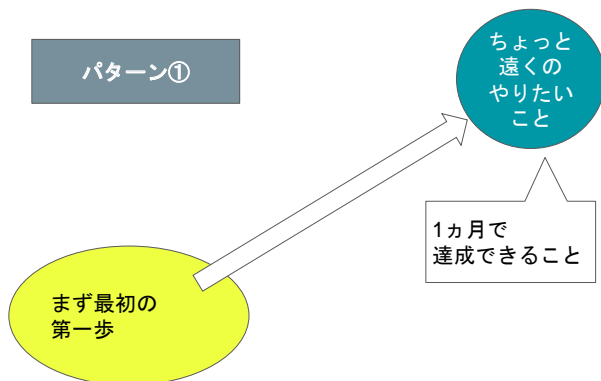 パターン①
ちょっと
遠くの
やりたい
こと
1ヵ月で
達成できること
まず最初の
第一歩